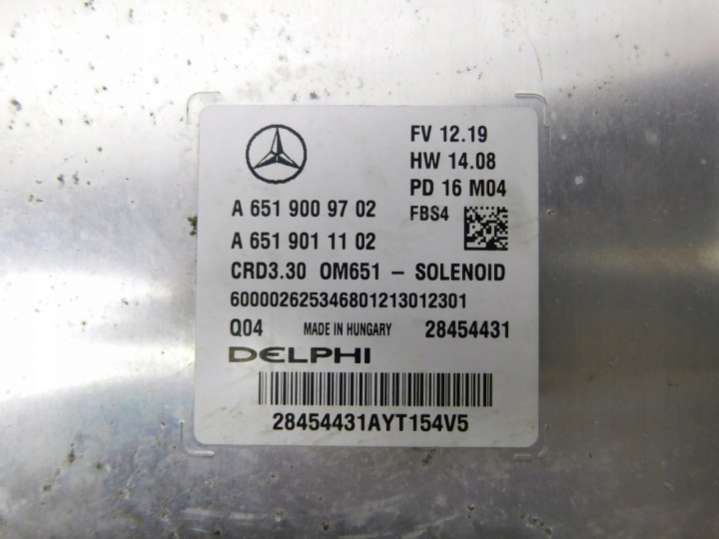 FV 12.19
HW 14.08
PD 16 M04
A 651 900 97 02 FBS4
A 651 901 11 02
CRD3.30 OM651 – SOLENOID
600002625346801213012301
Q04 MADE IN HUNGARY 28454431
DELPHI
28454431AYT154V5